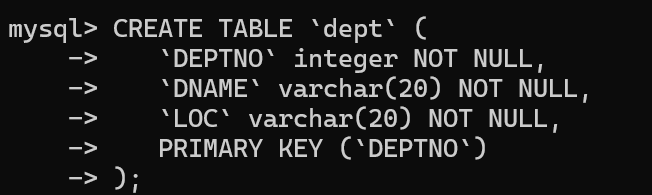 mysql> CREATE TABLE `dept` (
    ->    `DEPTNO` integer NOT NULL,
    ->    `DNAME` varchar(20) NOT NULL,
    ->    `LOC` varchar(20) NOT NULL,
    ->    PRIMARY KEY (`DEPTNO`)
    -> );